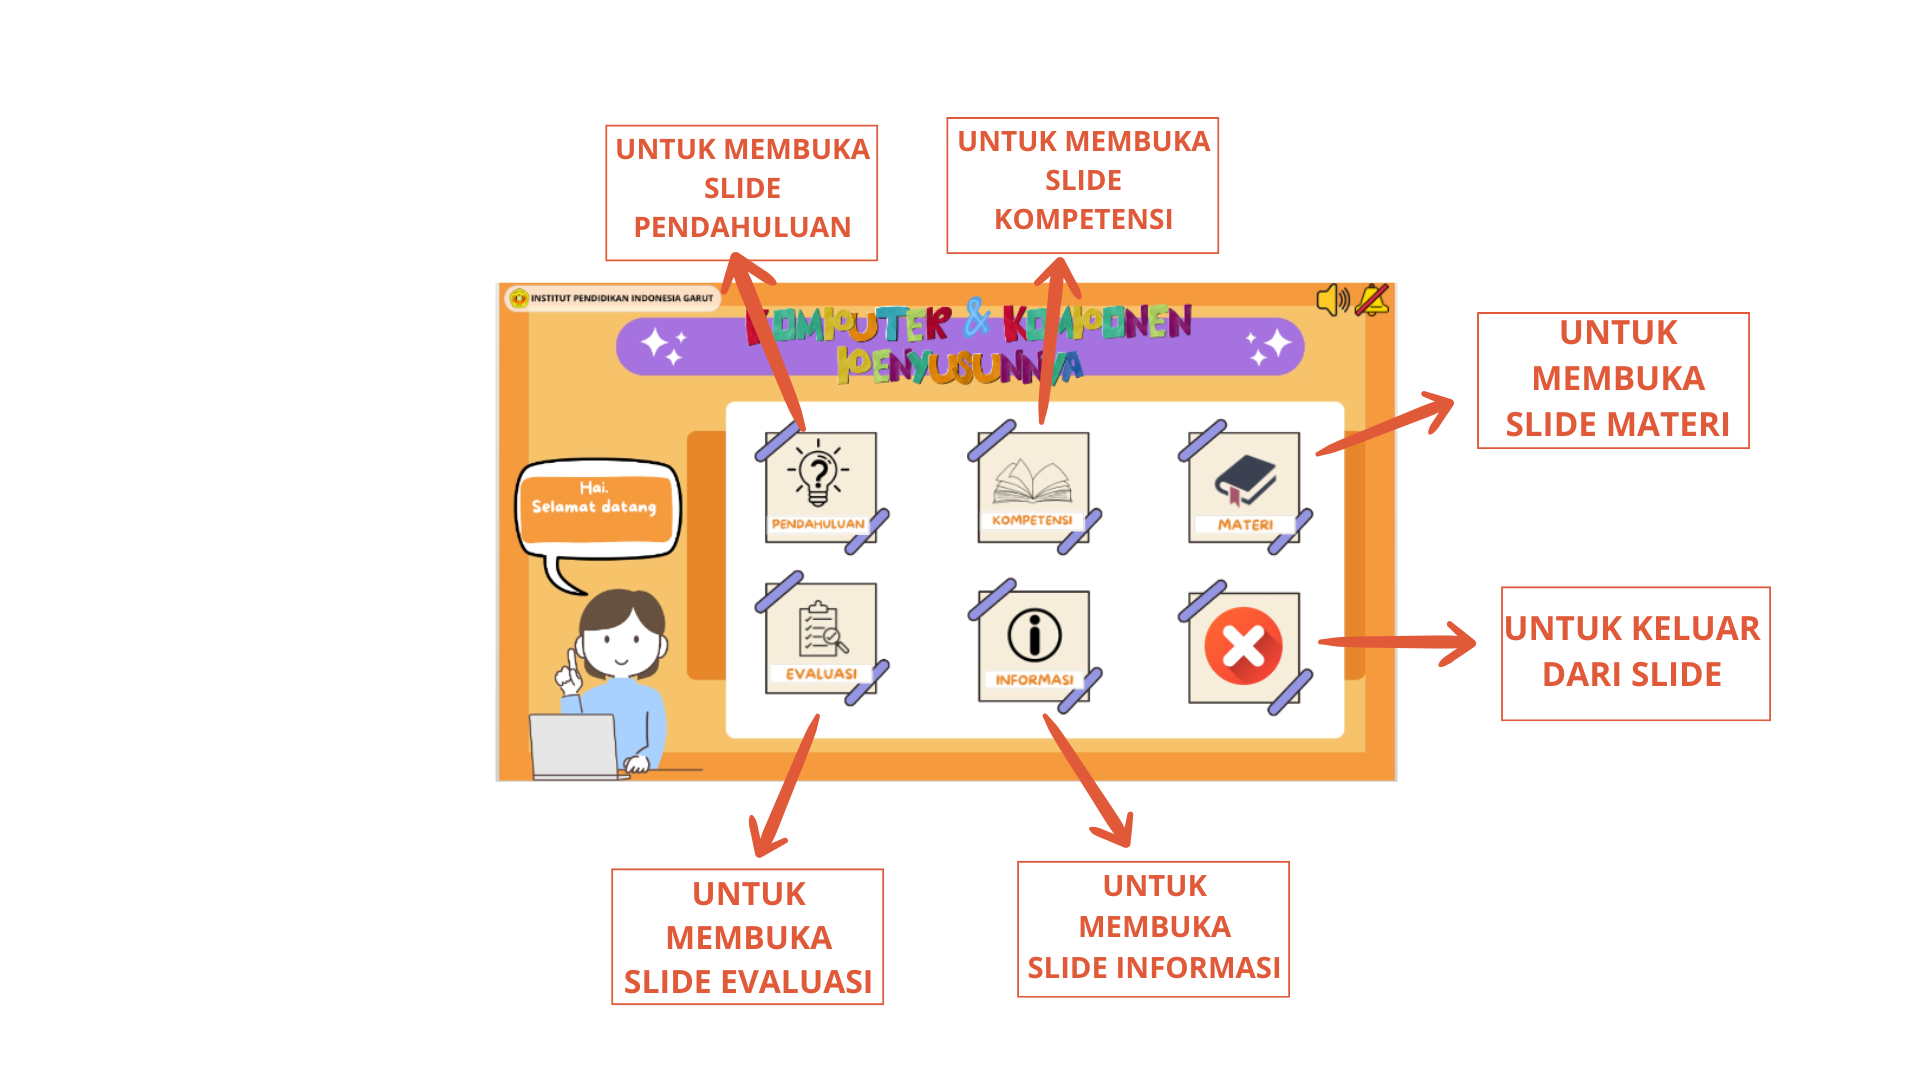 UNTUK MEMBUKA
SLIDE
PENDAHULUAN
UNTUK MEMBUKA
SLIDE
KOMPETENSI
INSTITUT PENDIDIKAN INDONESIA GARUT
KOMPUTER & KOMPONEN
PENYUSUNNYA
UNTUK
MEMBUKA
SLIDE MATERI
Hai.
Selamat datang
PENDAHULUAN
KOMPETENSI
MATERI
EVALUASI
INFORMASI
UNTUK KELUAR
DARI SLIDE
UNTUK
MEMBUKA
SLIDE EVALUASI
UNTUK
MEMBUKA
SLIDE INFORMASI